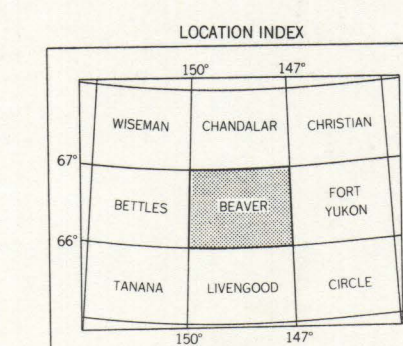 LOCATION INDEX
150° 147°
WISEMAN CHANDALAR CHRISTIAN
67°
BETTLES BEAVER FORT YUKON
66°
TANANA LIVENGOOD CIRCLE
150° 147°